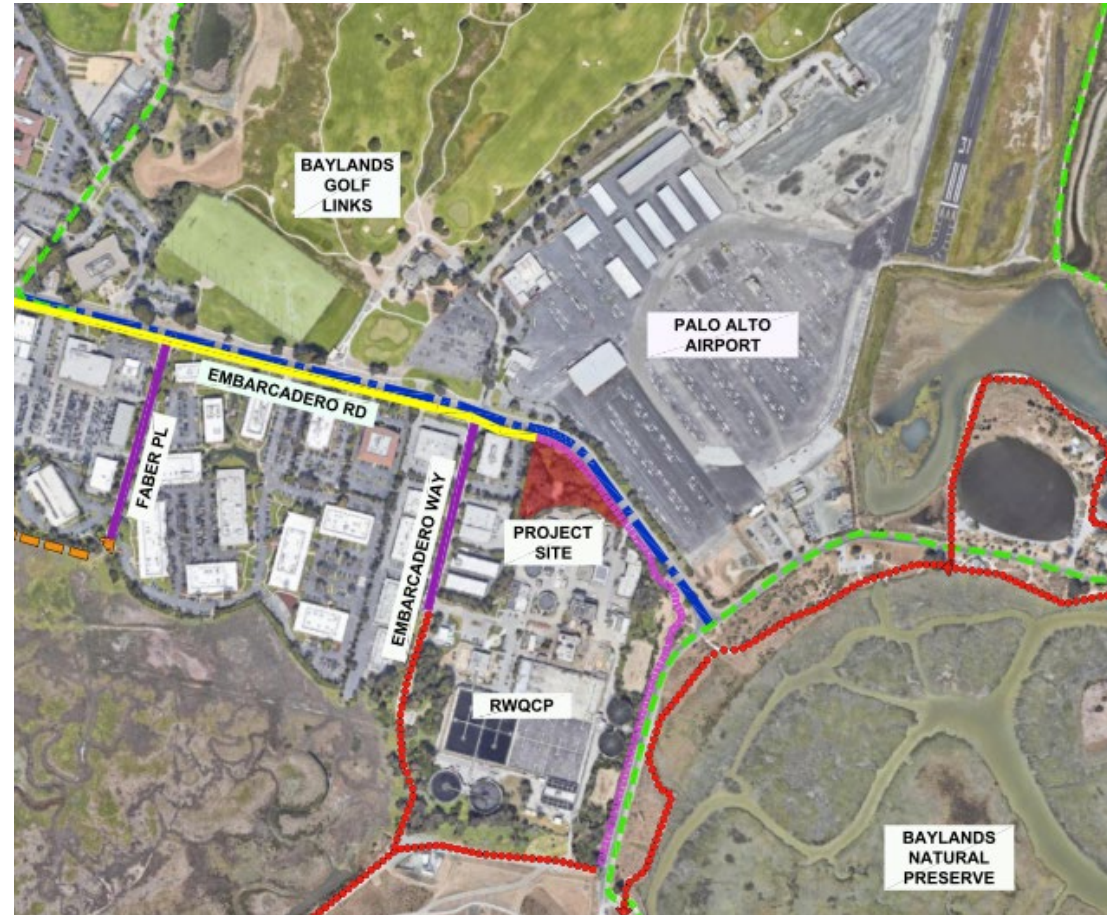 BAYLANDS
GOLF
LINKS
PALO ALTO
AIRPORT
EMBARCADERO RD
FABER PL
EMBARCADERO WAY
PROJECT
SITE
RWQCP
BAYLANDS
NATURAL
PRESERVE